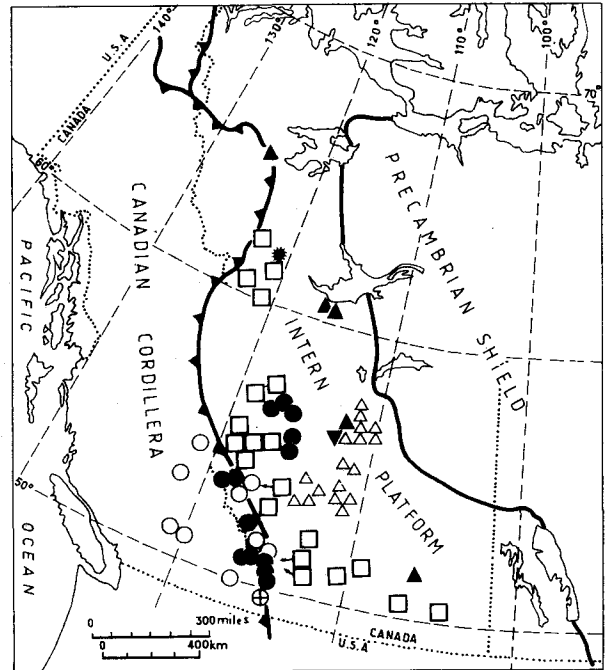 140°
130°
120°
110°
100°
U.S.A
CANADA
70°
60°
PRECAMBRIAN SHIELD
CANADIAN CORDILLERA
PACIFIC OCEAN
INTERN PLATFORM
50°
300 miles
0 400km
CANADA
U.S.A